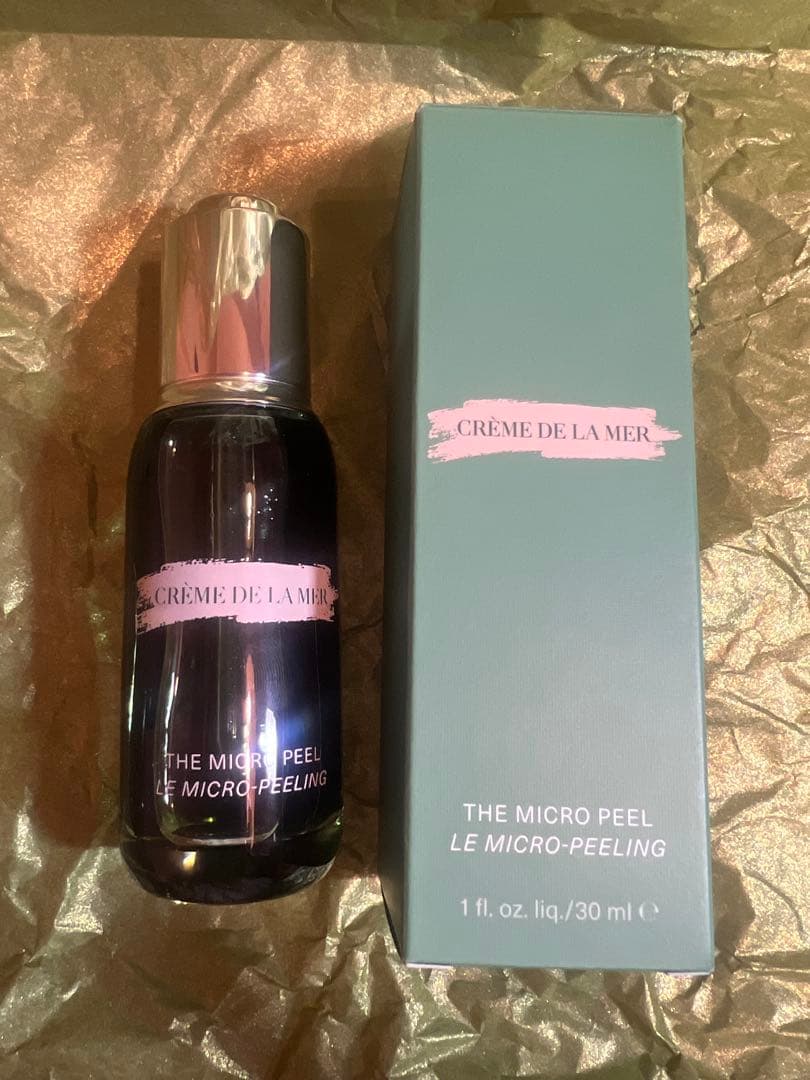 CRÈME DE LA MER
THE MICRO PEEL
LE MICRO-PEELING
CRÈME DE LA MER
THE MICRO PEEL
LE MICRO-PEELING
1 fl. oz. liq./30 ml ℮